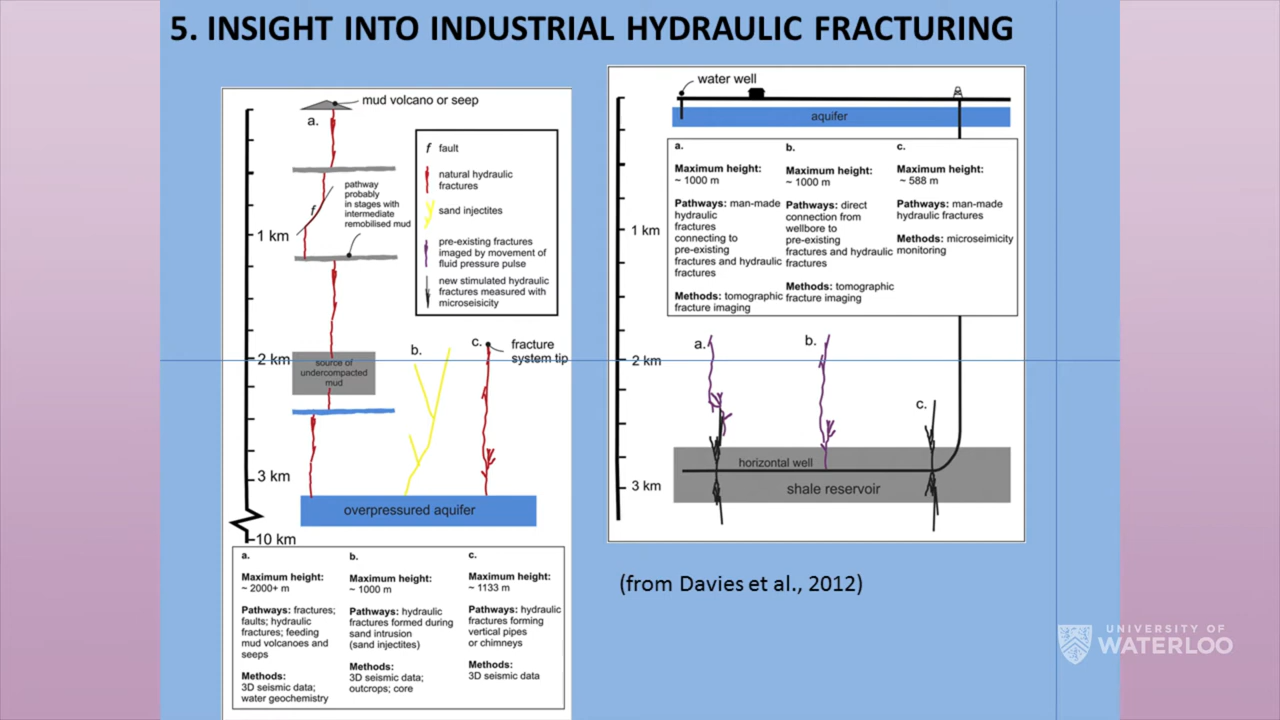 5. INSIGHT INTO INDUSTRIAL HYDRAULIC FRACTURING
mud volcano or seep
a.
f fault
natural hydraulic
fractures
sand injectites
pre-existing fractures
imaged by movement of
fluid pressure pulse
new stimulated hydraulic
fractures measured with
microseisicity
pathway
probably
in stages with
intermediate
remobilised mud
f
1 km
2 km
source of
undercompacted
mud
b.
c.
fracture
system tip
3 km
overpressured aquifer
10 km
a.
Maximum height:
~ 2000+ m
Pathways: fractures;
faults; hydraulic
fractures; feeding
mud volcanoes and
seeps
Methods:
3D seismic data;
water geochemistry
b.
Maximum height:
~ 1000 m
Pathways: hydraulic
fractures formed during
sand intrusion
(sand injectites)
Methods:
3D seismic data;
outcrops; core
c.
Maximum height:
~ 1133 m
Pathways: hydraulic
fractures forming
vertical pipes
or chimneys
Methods:
3D seismic data
water well
aquifer
a.
Maximum height:
~ 1000 m
Pathways: man-made
hydraulic
fractures
connecting to
pre-existing
fractures and hydraulic
fractures
Methods: tomographic
fracture imaging
b.
Maximum height:
~ 1000 m
Pathways: direct
connection from
wellbore to
pre-existing
fractures and hydraulic
fractures
Methods: tomographic
fracture imaging
c.
Maximum height:
~ 588 m
Pathways: man-made
hydraulic fractures
Methods: microseimicity
monitoring
1 km
2 km
a.
b.
c.
horizontal well
shale reservoir
3 km
(from Davies et al., 2012)
UNIVERSITY OF
WATERLOO